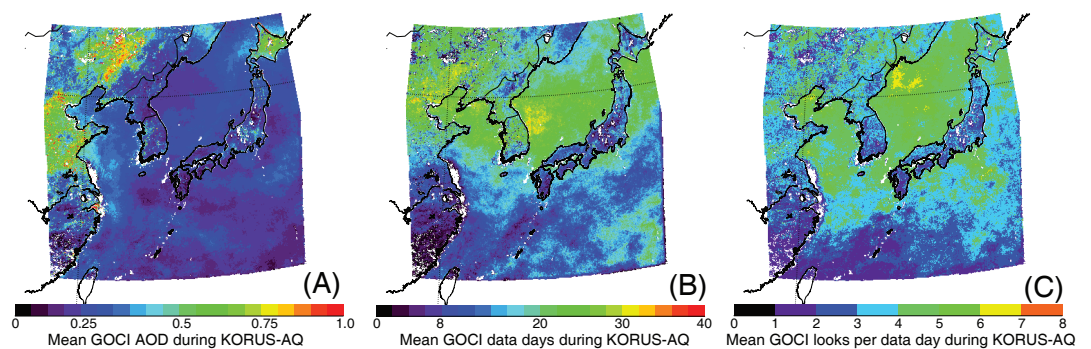 (A)
(B)
(C)
0 0.25 0.5 0.75 1.0
Mean GOCI AOD during KORUS-AQ
0 8 20 30 40
Mean GOCI data days during KORUS-AQ
0 1 2 3 4 5 6 7 8
Mean GOCI looks per data day during KORUS-AQ